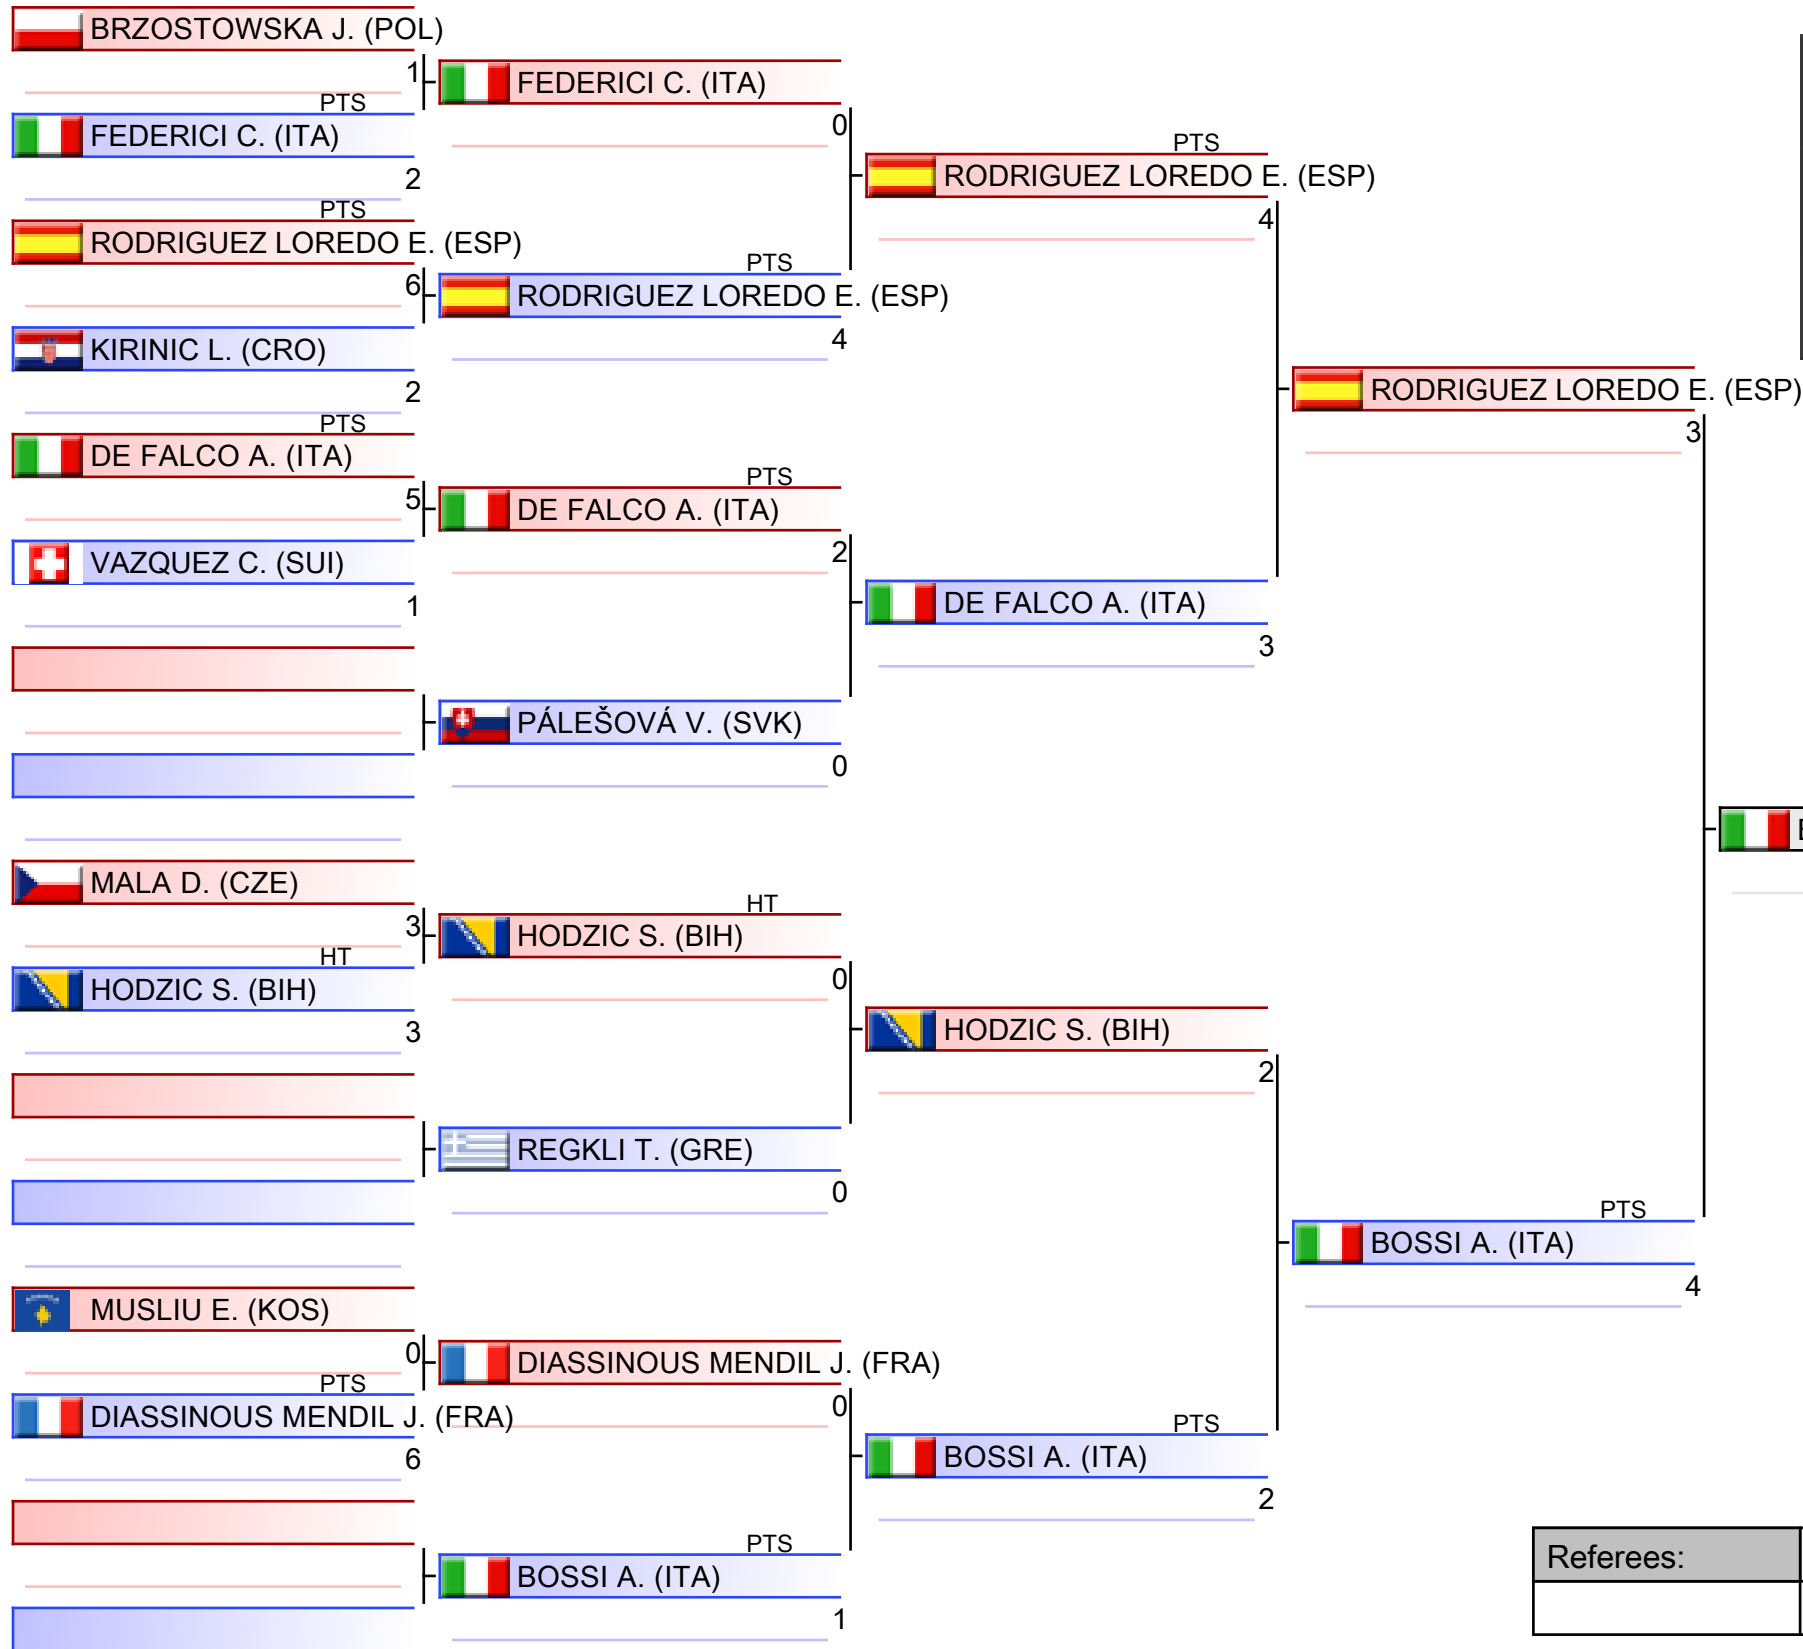 BRZOSTOWSKA J. (POL)
1
PTS
FEDERICI C. (ITA)
2
PTS
RODRIGUEZ LOREDO E. (ESP)
6
KIRINIC L. (CRO)
2
PTS
DE FALCO A. (ITA)
5
VAZQUEZ C. (SUI)
1
MALA D. (CZE)
3
HT
HODZIC S. (BIH)
3
MUSLIU E. (KOS)
0
PTS
DIASSINOUS MENDIL J. (FRA)
6
FEDERICI C. (ITA)
0
PTS
RODRIGUEZ LOREDO E. (ESP)
4
PTS
DE FALCO A. (ITA)
2
PÁLEŠOVÁ V. (SVK)
0
HT
HODZIC S. (BIH)
0
REGKLI T. (GRE)
0
DIASSINOUS MENDIL J. (FRA)
0
PTS
BOSSI A. (ITA)
1
PTS
RODRIGUEZ LOREDO E. (ESP)
4
DE FALCO A. (ITA)
3
HODZIC S. (BIH)
2
PTS
BOSSI A. (ITA)
2
RODRIGUEZ LOREDO E. (ESP)
3
PTS
BOSSI A. (ITA)
4
Referees: